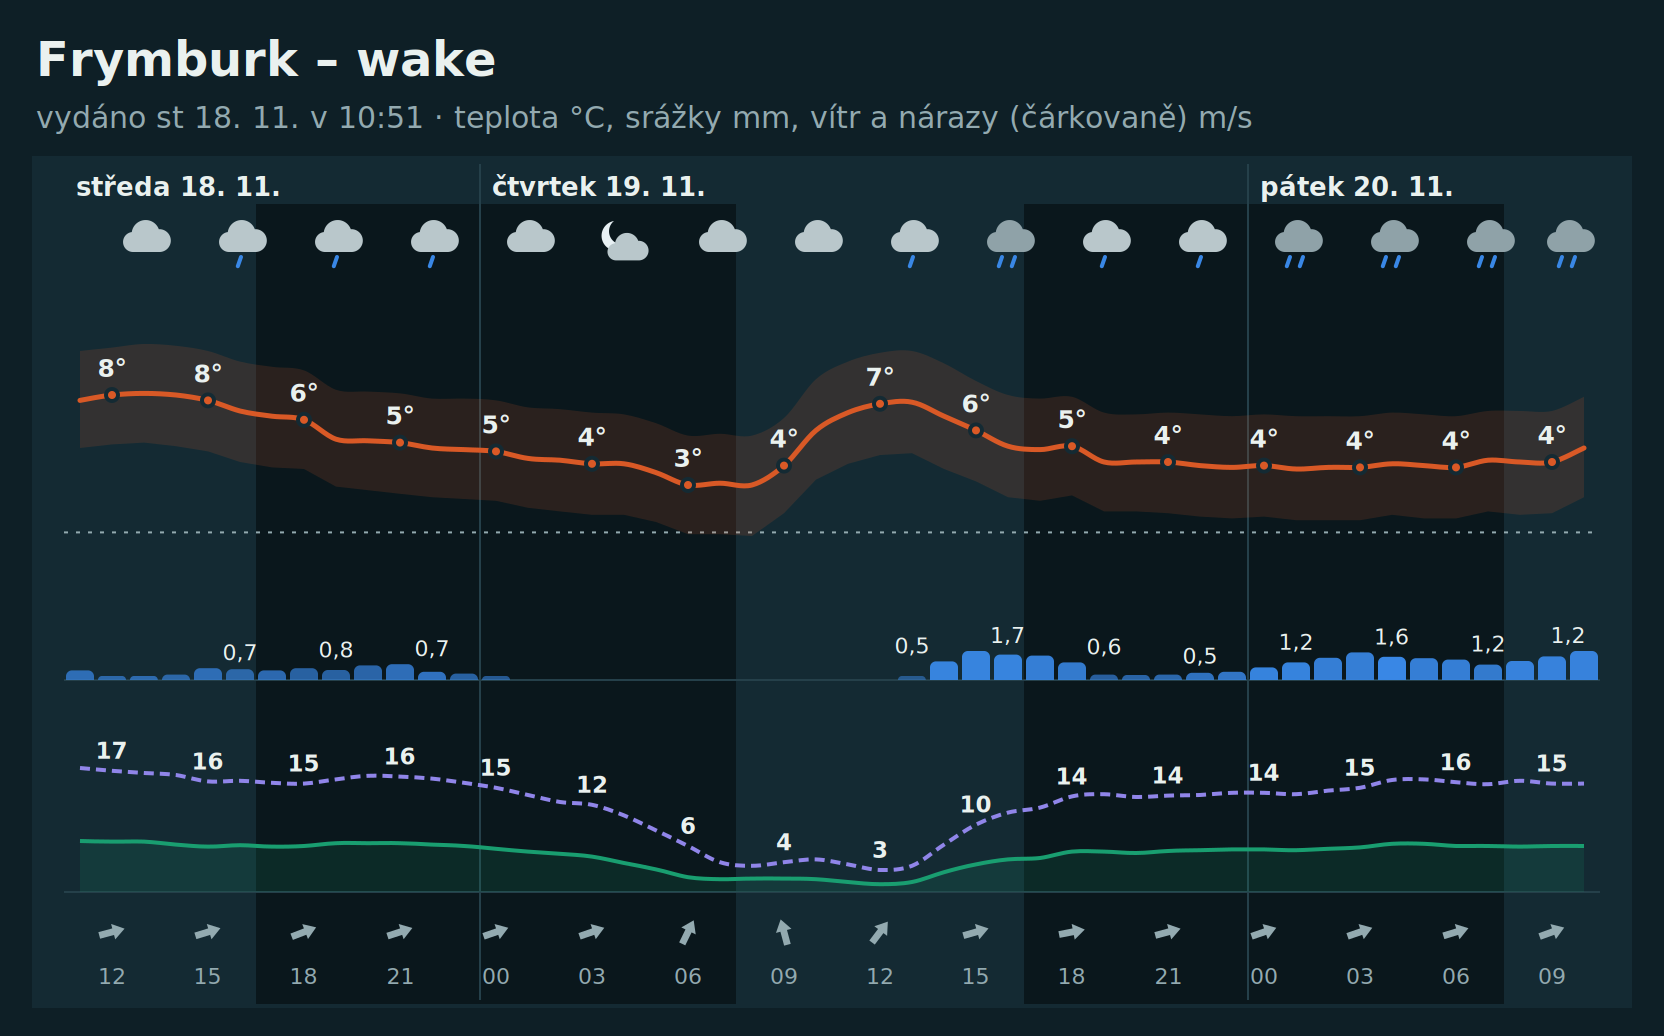 Frymburk – wake
vydáno st 18. 11. v 10:51 · teplota °C, srážky mm, vítr a nárazy (čárkovaně) m/s
středa 18. 11. čtvrtek 19. 11. pátek 20. 11.
8° 8° 6° 5° 5° 4° 3° 4° 7° 6° 5° 4° 4° 4° 4° 4°
0,7 0,8 0,7 0,5 1,7 0,6 0,5 1,2 1,6 1,2 1,2
17 16 15 16 15 12 6 4 3 10 14 14 14 15 16 15
12 15 18 21 00 03 06 09 12 15 18 21 00 03 06 09